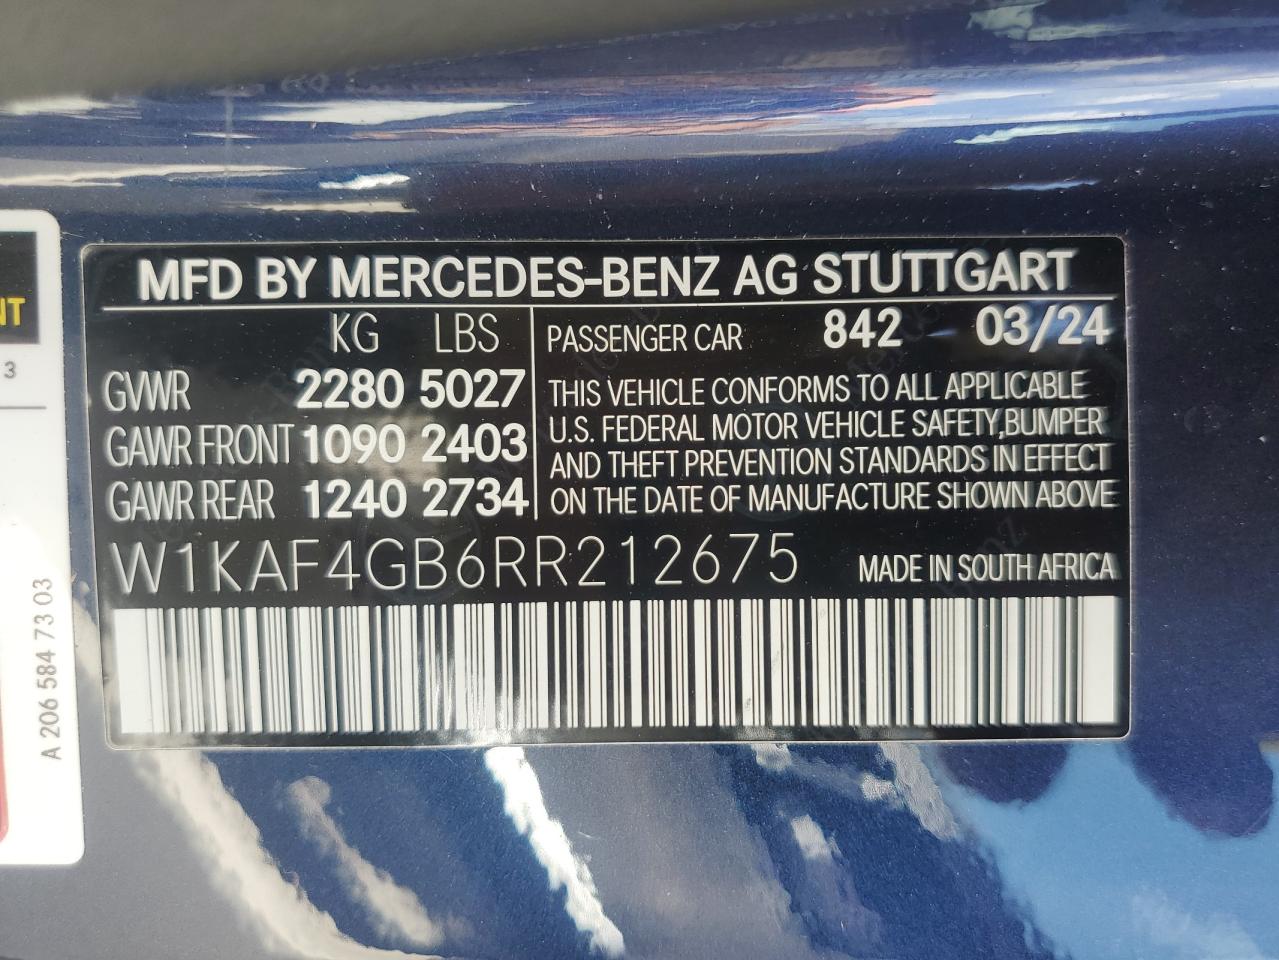 MFD BY MERCEDES-BENZ AG STUTTGART
KG LBS
GVWR 2280 5027
GAWR FRONT 1090 2403
GAWR REAR 1240 2734
PASSENGER CAR 842 03/24
THIS VEHICLE CONFORMS TO ALL APPLICABLE
U.S. FEDERAL MOTOR VEHICLE SAFETY,BUMPER
AND THEFT PREVENTION STANDARDS IN EFFECT
ON THE DATE OF MANUFACTURE SHOWN ABOVE
W1KAF4GB6RR212675
MADE IN SOUTH AFRICA
NT
3
A 206 584 73 03